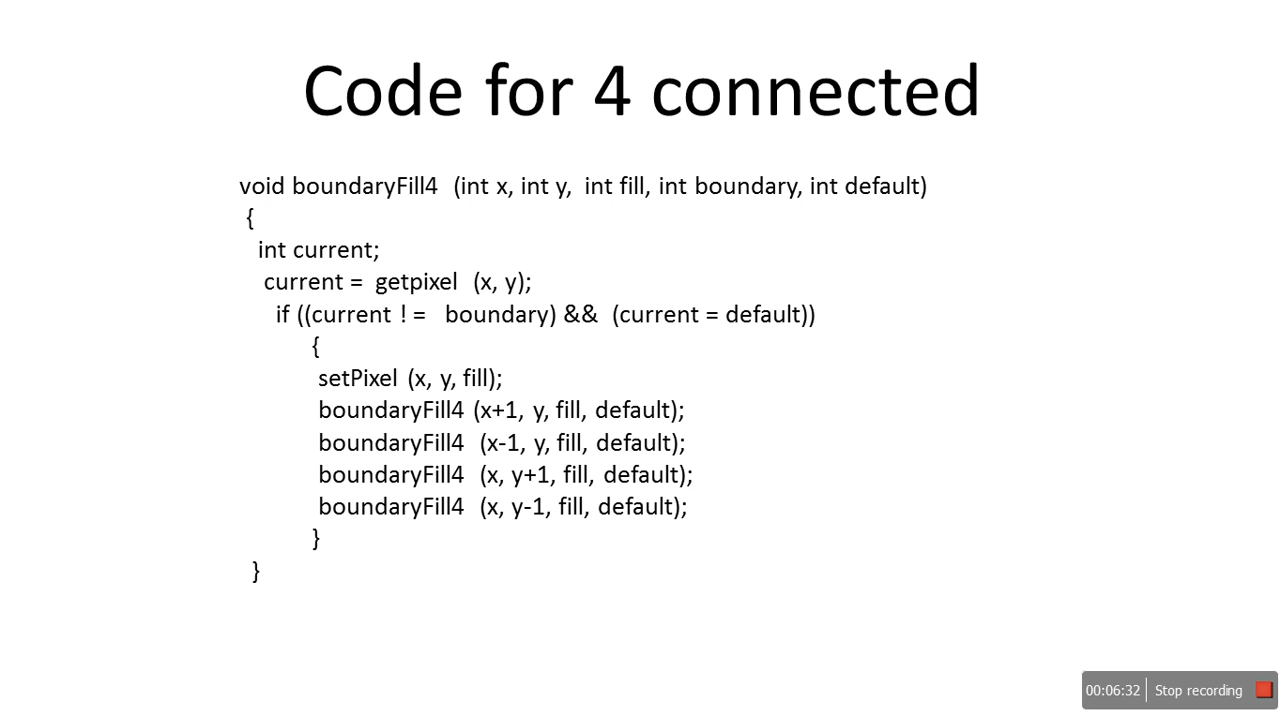 Code for 4 connected
void boundaryFill4 (int x, int y, int fill, int boundary, int default)
{
int current;
current = getpixel (x, y);
if ((current ! = boundary) && (current = default))
{
setPixel (x, y, fill);
boundaryFill4 (x+1, y, fill, default);
boundaryFill4 (x-1, y, fill, default);
boundaryFill4 (x, y+1, fill, default);
boundaryFill4 (x, y-1, fill, default);
}
}
00:06:32 Stop recording